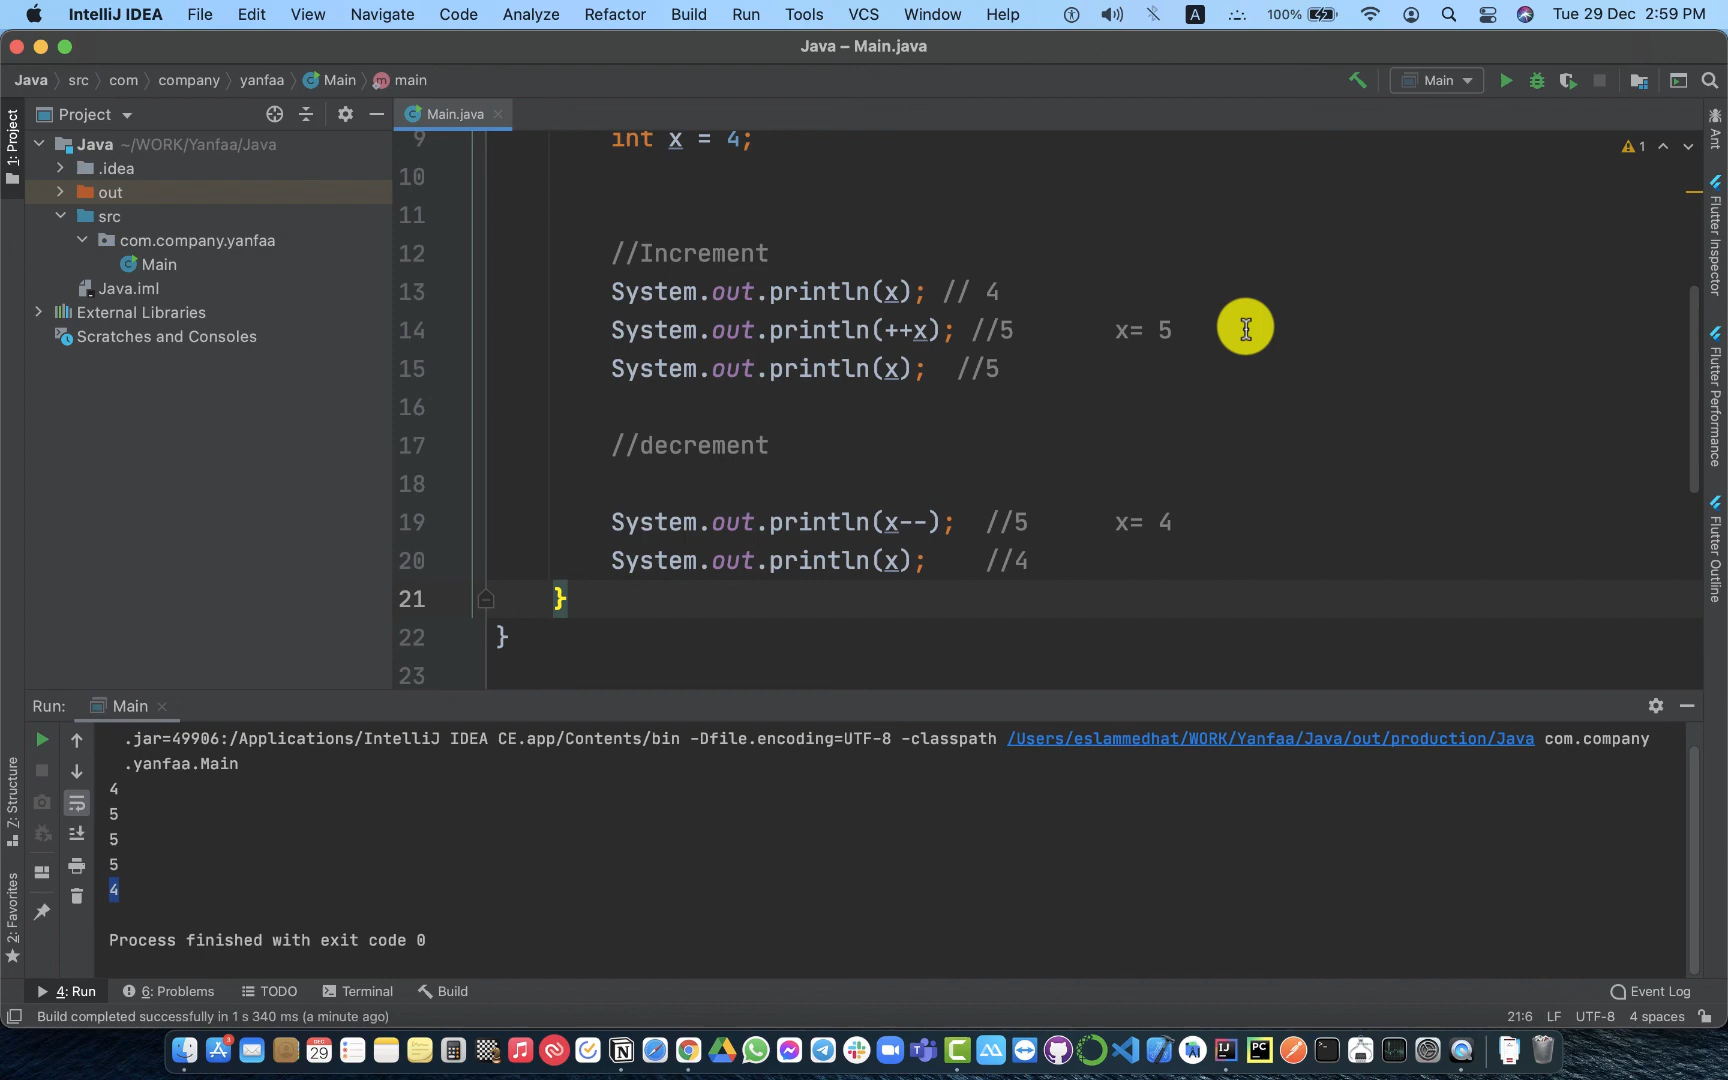 IntelliJ IDEA File Edit View Navigate Code Analyze Refactor Build Run Tools VCS Window Help A 100% Tue 29 Dec 2:59 PM
Java – Main.java
Java src com company yanfaa Main main Main
Project Main.java
1: Project
Java ~/WORK/Yanfaa/Java
.idea
out
src
com.company.yanfaa
Main
Java.iml
External Libraries
Scratches and Consoles
9 int x = 4;
10
11
12 //Increment
13 System.out.println(x); // 4
14 System.out.println(++x); //5 x= 5
15 System.out.println(x); //5
16
17 //decrement
18
19 System.out.println(x--); //5 x= 4
20 System.out.println(x); //4
21 }
22 }
23
1
Ant
Flutter Inspector
Flutter Performance
Flutter Outline
Run: Main
.jar=49906:/Applications/IntelliJ IDEA CE.app/Contents/bin -Dfile.encoding=UTF-8 -classpath /Users/eslammedhat/WORK/Yanfaa/Java/out/production/Java com.company
.yanfaa.Main
4
5
5
5
4
Process finished with exit code 0
Z: Structure
2: Favorites
4: Run 6: Problems TODO Terminal Build Event Log
Build completed successfully in 1 s 340 ms (a minute ago) 21:6 LF UTF-8 4 spaces